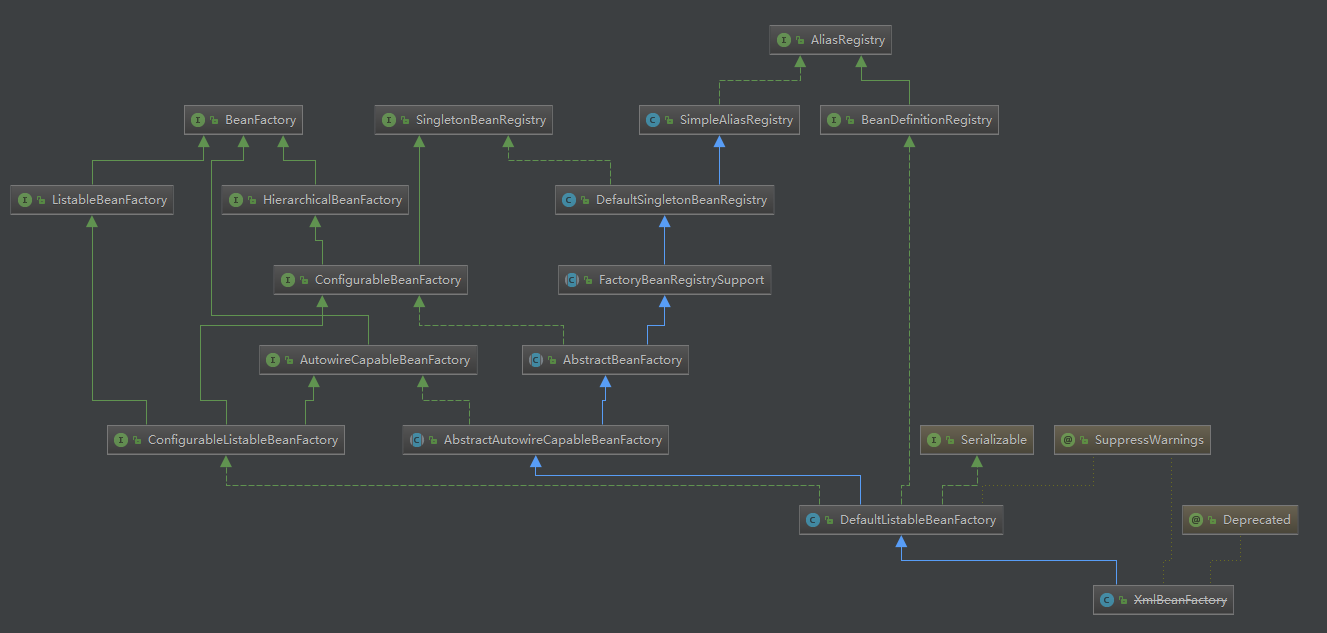 AliasRegistry
BeanFactory
SingletonBeanRegistry
SimpleAliasRegistry
BeanDefinitionRegistry
ListableBeanFactory
HierarchicalBeanFactory
DefaultSingletonBeanRegistry
ConfigurableBeanFactory
FactoryBeanRegistrySupport
AutowireCapableBeanFactory
AbstractBeanFactory
ConfigurableListableBeanFactory
AbstractAutowireCapableBeanFactory
Serializable
SuppressWarnings
DefaultListableBeanFactory
Deprecated
XmlBeanFactory